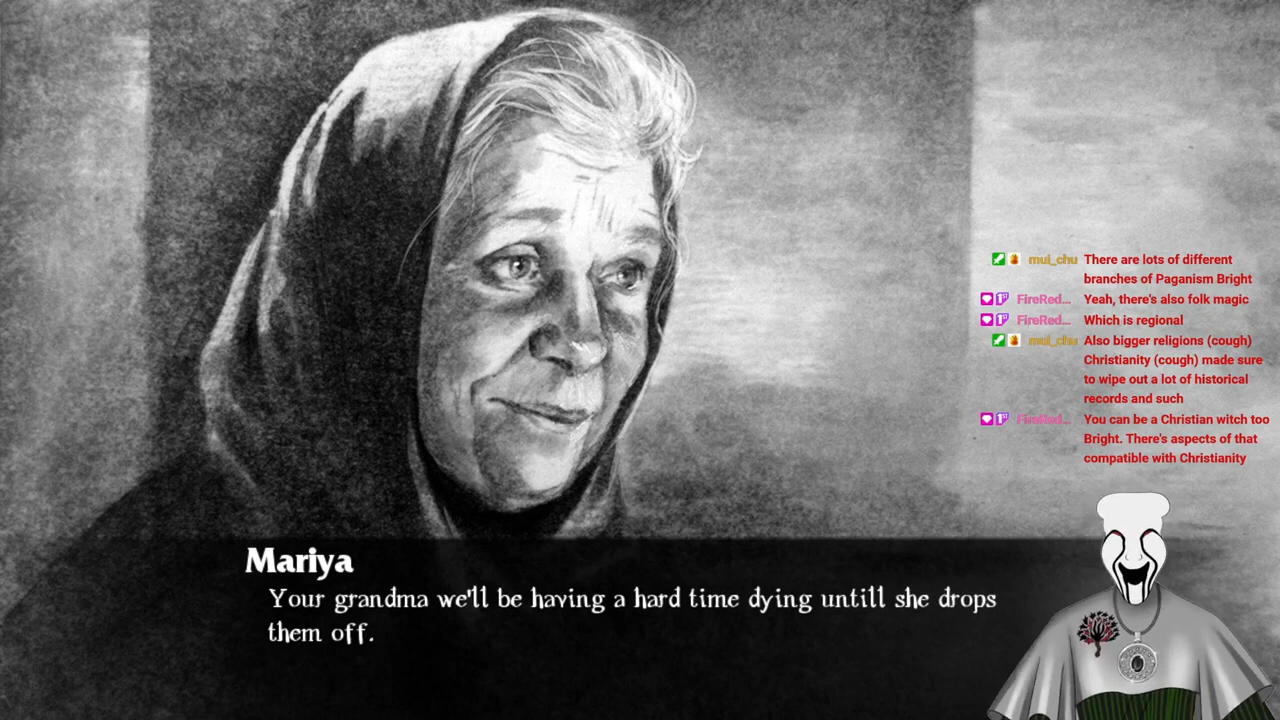 mui_chu There are lots of different
branches of Paganism Bright
FireRed... Yeah, there's also folk magic
FireRed... Which is regional
mui_chu Also bigger religions (cough)
Christianity (cough) made sure
to wipe out a lot of historical
records and such
FireRed... You can be a Christian witch too
Bright. There's aspects of that
compatible with Christianity
Mariya
Your grandma we'll be having a hard time dying untill she drops
them off.